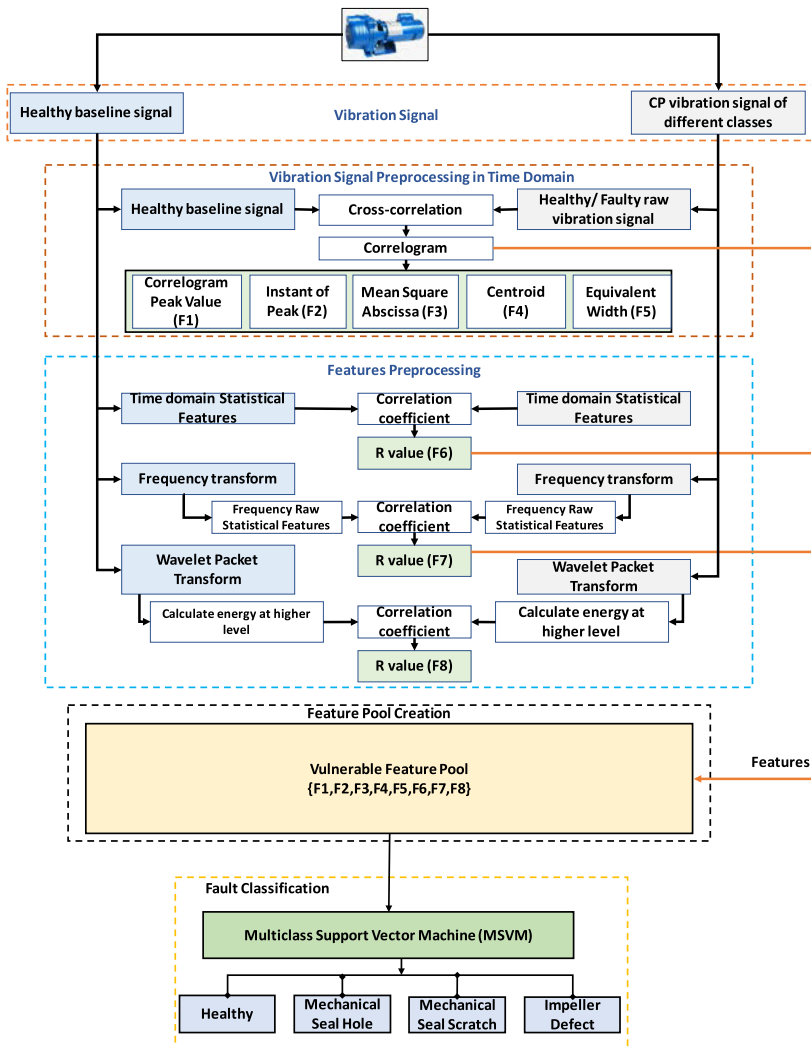 Healthy baseline signal
Vibration Signal
CP vibration signal of
different classes
Vibration Signal Preprocessing in Time Domain
Healthy baseline signal
Cross-correlation
Healthy/ Faulty raw
vibration signal
Correlogram
Correlogram
Peak Value
(F1)
Instant of
Peak (F2)
Mean Square
Abscissa (F3)
Centroid
(F4)
Equivalent
Width (F5)
Features Preprocessing
Time domain Statistical
Features
Correlation
coefficient
Time domain Statistical
Features
R value (F6)
Frequency transform
Frequency transform
Frequency Raw
Statistical Features
Correlation
coefficient
Frequency Raw
Statistical Features
R value (F7)
Wavelet Packet
Transform
Wavelet Packet
Transform
Calculate energy at higher
level
Correlation
coefficient
Calculate energy at
higher level
R value (F8)
Feature Pool Creation
Vulnerable Feature Pool
{F1,F2,F3,F4,F5,F6,F7,F8}
Features
Fault Classification
Multiclass Support Vector Machine (MSVM)
Healthy
Mechanical
Seal Hole
Mechanical
Seal Scratch
Impeller
Defect